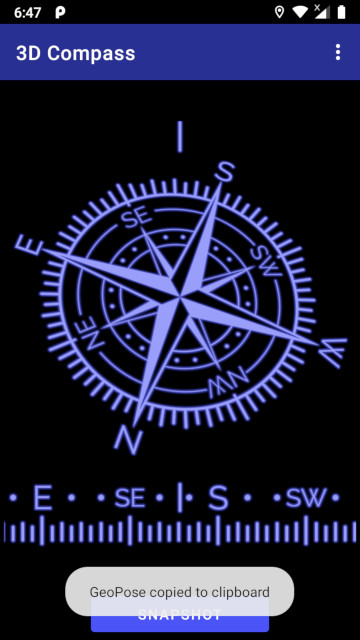 6:47
3D Compass
S
SE
E
SW
NE
W
NW
N
E SE S SW
GeoPose copied to clipboard
SNAPSHOT